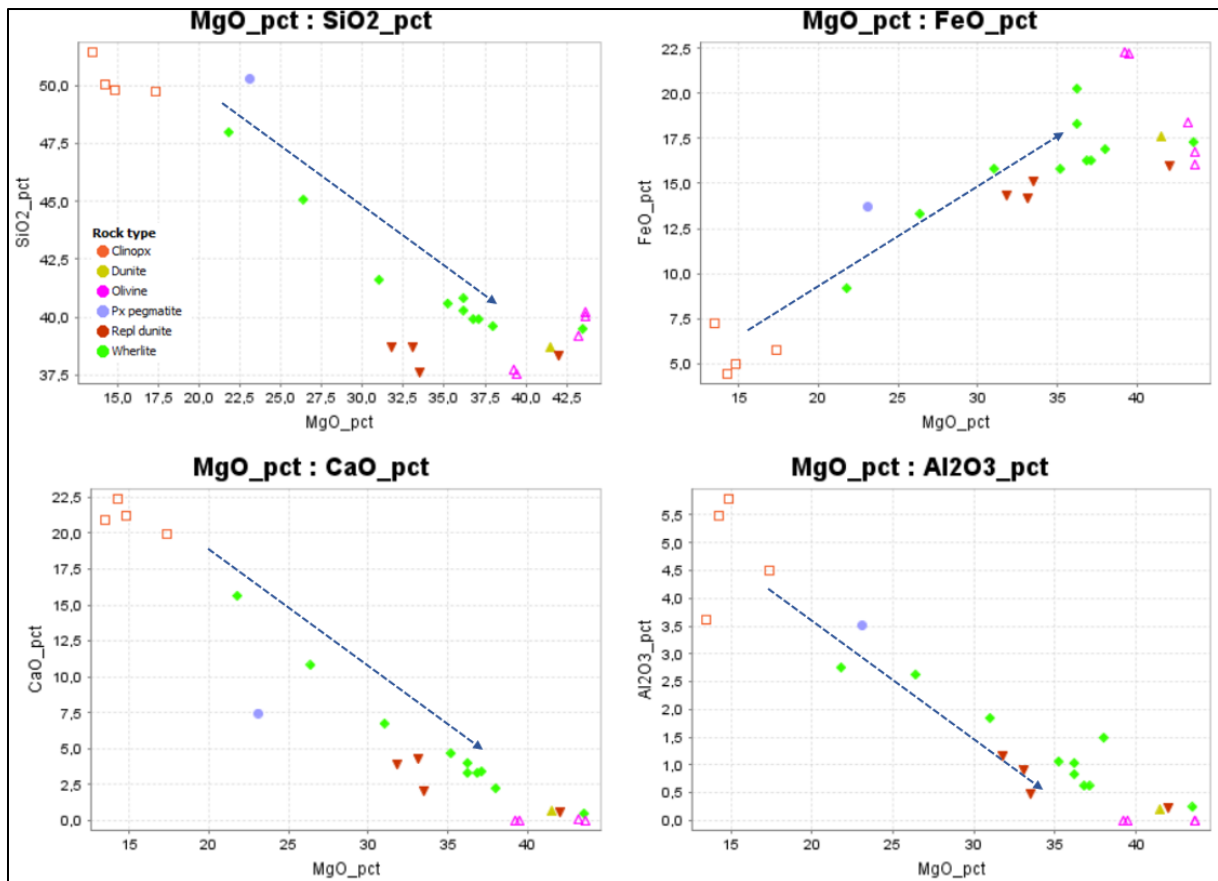 MgO_pct : SiO2_pct
50,0
47,5
45,0
42,5
40,0
37,5
SiO2_pct
Rock type
Clinopx
Dunite
Olivine
Px pegmatite
Repl dunite
Wherlite
15,0 17,5 20,0 22,5 25,0 27,5 30,0 32,5 35,0 37,5 40,0 42,5
MgO_pct
MgO_pct : FeO_pct
22,5
20,0
17,5
15,0
12,5
10,0
7,5
5,0
FeO_pct
15 20 25 30 35 40
MgO_pct
MgO_pct : CaO_pct
22,5
20,0
17,5
15,0
12,5
10,0
7,5
5,0
2,5
0,0
CaO_pct
15 20 25 30 35 40
MgO_pct
MgO_pct : Al2O3_pct
5,5
5,0
4,5
4,0
3,5
3,0
2,5
2,0
1,5
1,0
0,5
0,0
Al2O3_pct
15 20 25 30 35 40
MgO_pct